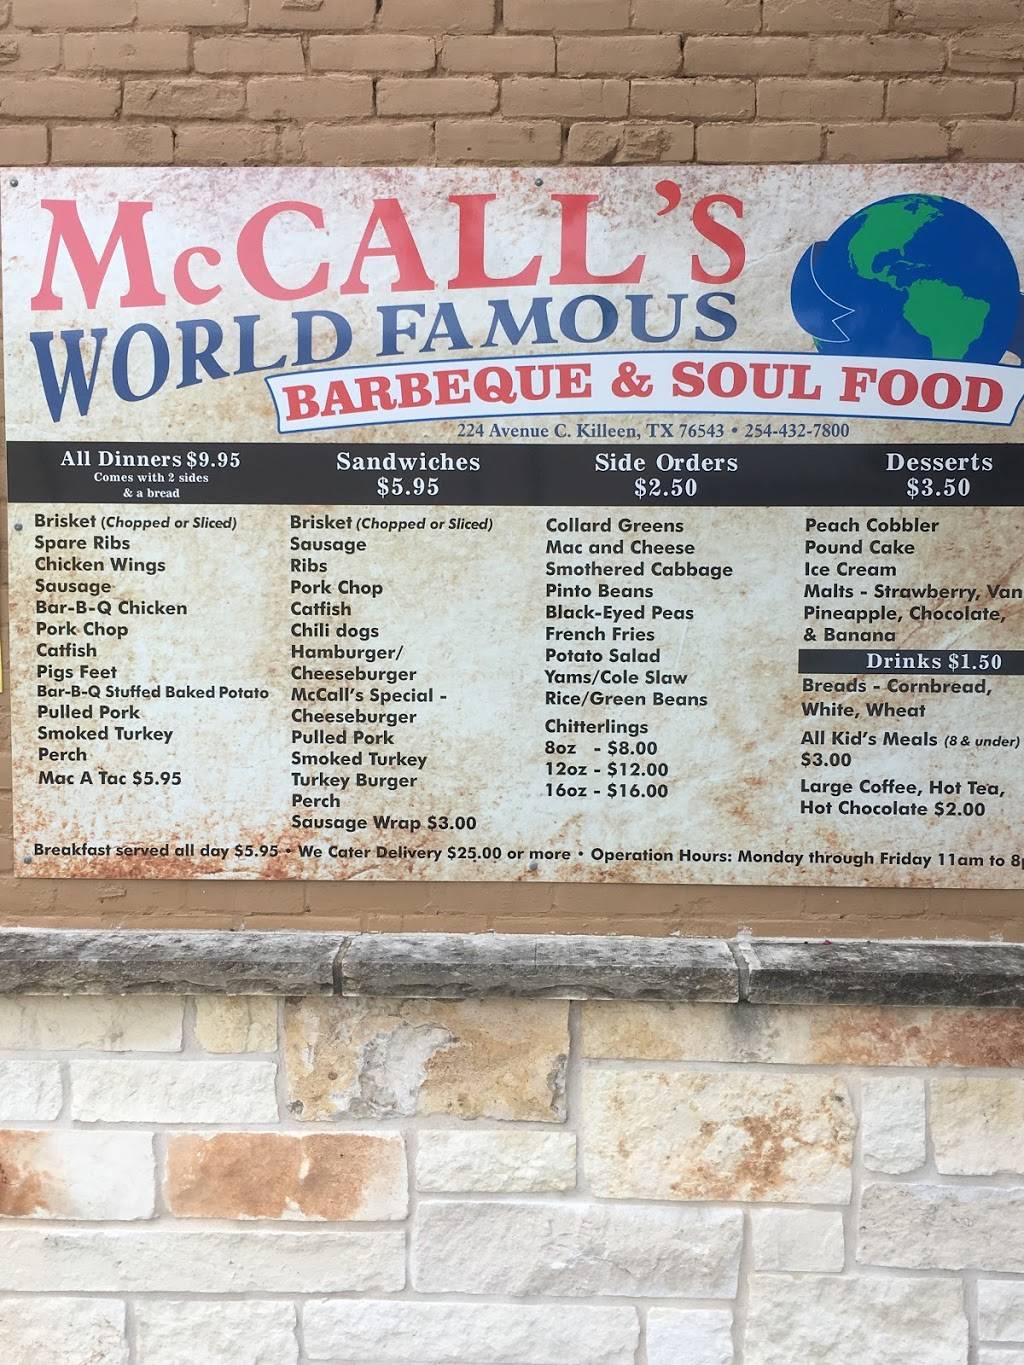 McCALL'S
WORLD FAMOUS
BARBEQUE & SOUL FOOD
224 Avenue C. Killeen, TX 76543 • 254-432-7800
All Dinners $9.95
Comes with 2 sides
& a bread
Brisket (Chopped or Sliced)
Spare Ribs
Chicken Wings
Sausage
Bar-B-Q Chicken
Pork Chop
Catfish
Pigs Feet
Bar-B-Q Stuffed Baked Potato
Pulled Pork
Smoked Turkey
Perch
Mac A Tac $5.95
Sandwiches
$5.95
Brisket (Chopped or Sliced)
Sausage
Ribs
Pork Chop
Catfish
Chili dogs
Hamburger/
Cheeseburger
McCall's Special -
Cheeseburger
Pulled Pork
Smoked Turkey
Turkey Burger
Perch
Sausage Wrap $3.00
Side Orders
$2.50
Collard Greens
Mac and Cheese
Smothered Cabbage
Pinto Beans
Black-Eyed Peas
French Fries
Potato Salad
Yams/Cole Slaw
Rice/Green Beans
Chitterlings
8oz - $8.00
12oz - $12.00
16oz - $16.00
Desserts
$3.50
Peach Cobbler
Pound Cake
Ice Cream
Malts - Strawberry,
Pineapple, Chocolate,
& Banana
Drinks $1.50
Breads - Cornbread,
White, Wheat
All Kid's Meals (8 & under)
$3.00
Large Coffee, Hot Tea,
Hot Chocolate $2.00
Breakfast served all day $5.95 • We Cater Delivery $25.00 or more • Operation Hours: Monday through Friday 11am to